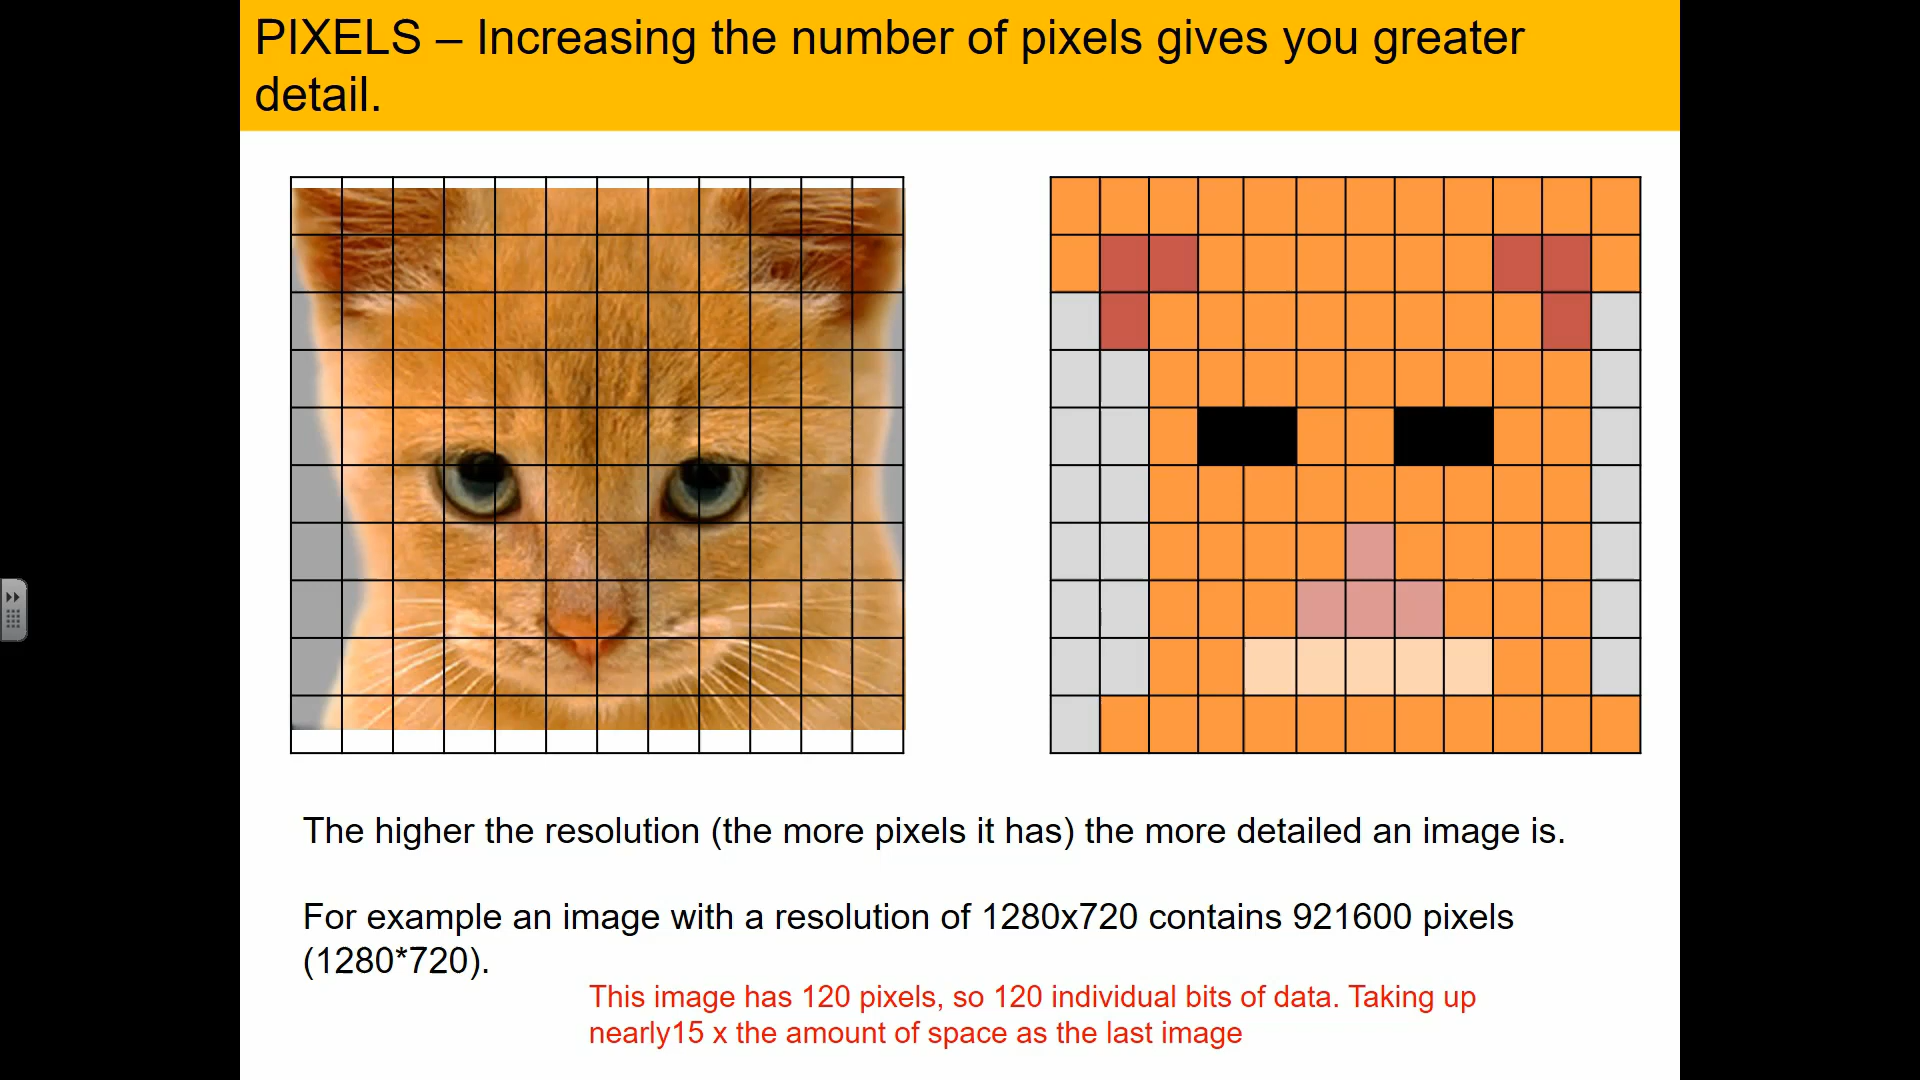 PIXELS – Increasing the number of pixels gives you greater
detail.
The higher the resolution (the more pixels it has) the more detailed an image is.
For example an image with a resolution of 1280x720 contains 921600 pixels
(1280*720).
This image has 120 pixels, so 120 individual bits of data. Taking up
nearly15 x the amount of space as the last image